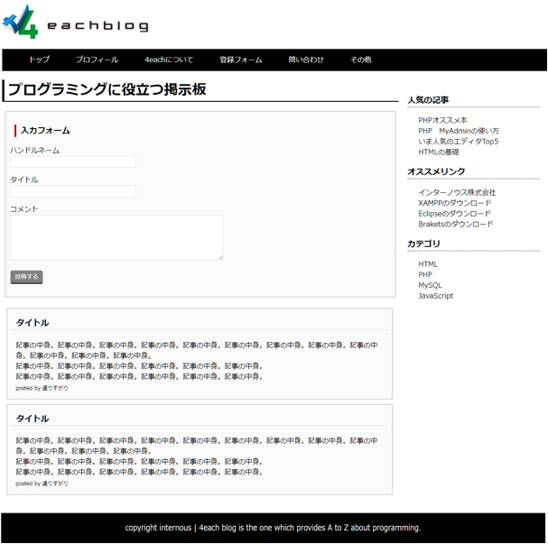 4eachblog
トップ プロフィール 4eachについて 登録フォーム 問い合わせ その他
プログラミングに役立つ掲示板
入力フォーム
ハンドルネーム
タイトル
コメント
投稿する
タイトル
記事の中身。記事の中身。記事の中身。記事の中身。記事の中身。記事の中身。記事の中身。記事の中身。記事の中
身。記事の中身。記事の中身。記事の中身。
記事の中身。記事の中身。記事の中身。記事の中身。記事の中身。記事の中身。
記事の中身。記事の中身。記事の中身。記事の中身。記事の中身。記事の中身。
posted by 通りすがり
タイトル
記事の中身。記事の中身。記事の中身。記事の中身。記事の中身。記事の中身。記事の中身。記事の中身。記事の中
身。記事の中身。記事の中身。記事の中身。
記事の中身。記事の中身。記事の中身。記事の中身。記事の中身。記事の中身。
記事の中身。記事の中身。記事の中身。記事の中身。記事の中身。記事の中身。
posted by 通りすがり
人気の記事
PHPオススメ本
PHP　MyAdminの使い方
いま人気のエディタTop5
HTMLの基礎
オススメリンク
インターノウス株式会社
XAMPPのダウンロード
Eclipseのダウンロード
Braketsのダウンロード
カテゴリ
HTML
PHP
MySQL
JavaScript
copyright internous | 4each blog is the one which provides A to Z about programming.